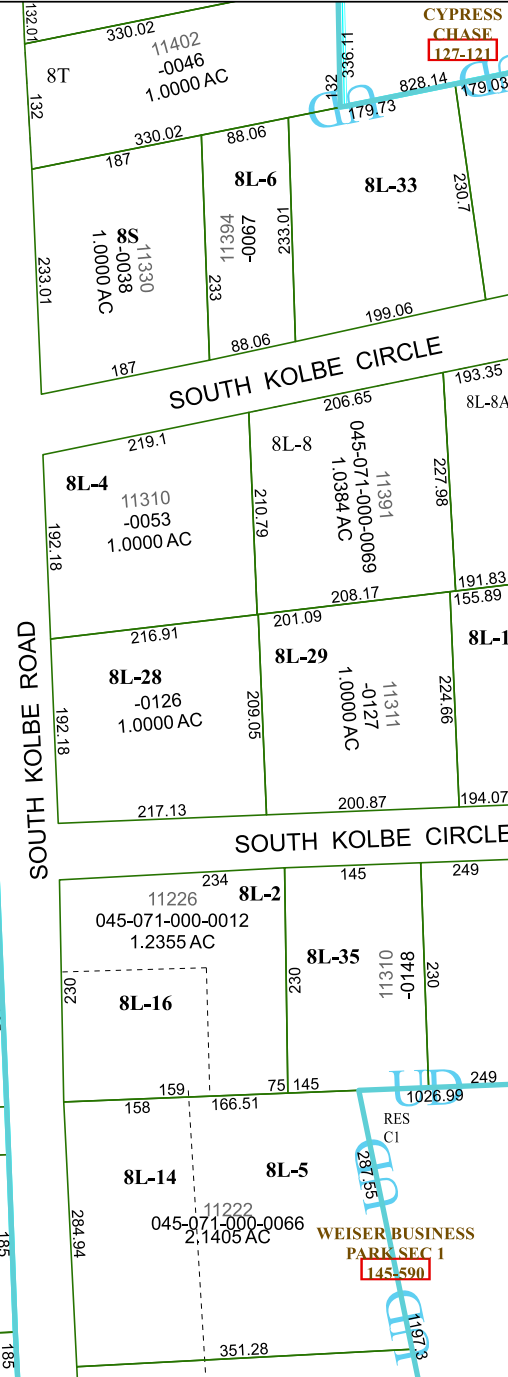 132.01
330.02
11402
-0046
1.0000 AC
8T
132
132
336.11
CYPRESS
CHASE
127-121
828.14
179.03
179.73
UD
330.02
187
88.06
8L-6
8L-33
230.7
8S
11330
-0038
1.0000 AC
233.01
11394
-0067
233
233.01
199.06
88.06
187
SOUTH KOLBE CIRCLE
193.35
206.65
219.1
8L-8A
8L-8
11391
045-071-000-0069
1.0384 AC
227.98
8L-4
11310
-0053
1.0000 AC
192.18
210.79
208.17
191.83
155.89
201.09
216.91
8L-28
-0126
1.0000 AC
192.18
209.05
8L-29
11311
-0127
1.0000 AC
224.66
8L-1
217.13
200.87
194.07
SOUTH KOLBE ROAD
SOUTH KOLBE CIRCLE
234
145
249
11226
8L-2
045-071-000-0012
1.2355 AC
8L-35
11310
-0148
230
230
230
8L-16
159
75
145
249
158
166.51
UD
1026.99
RES
C1
287.55
UD
8L-14
8L-5
11222
045-071-000-0066
2.1405 AC
284.94
WEISER BUSINESS
PARK SEC 1
145-590
UD
1197.3
351.28
185
185